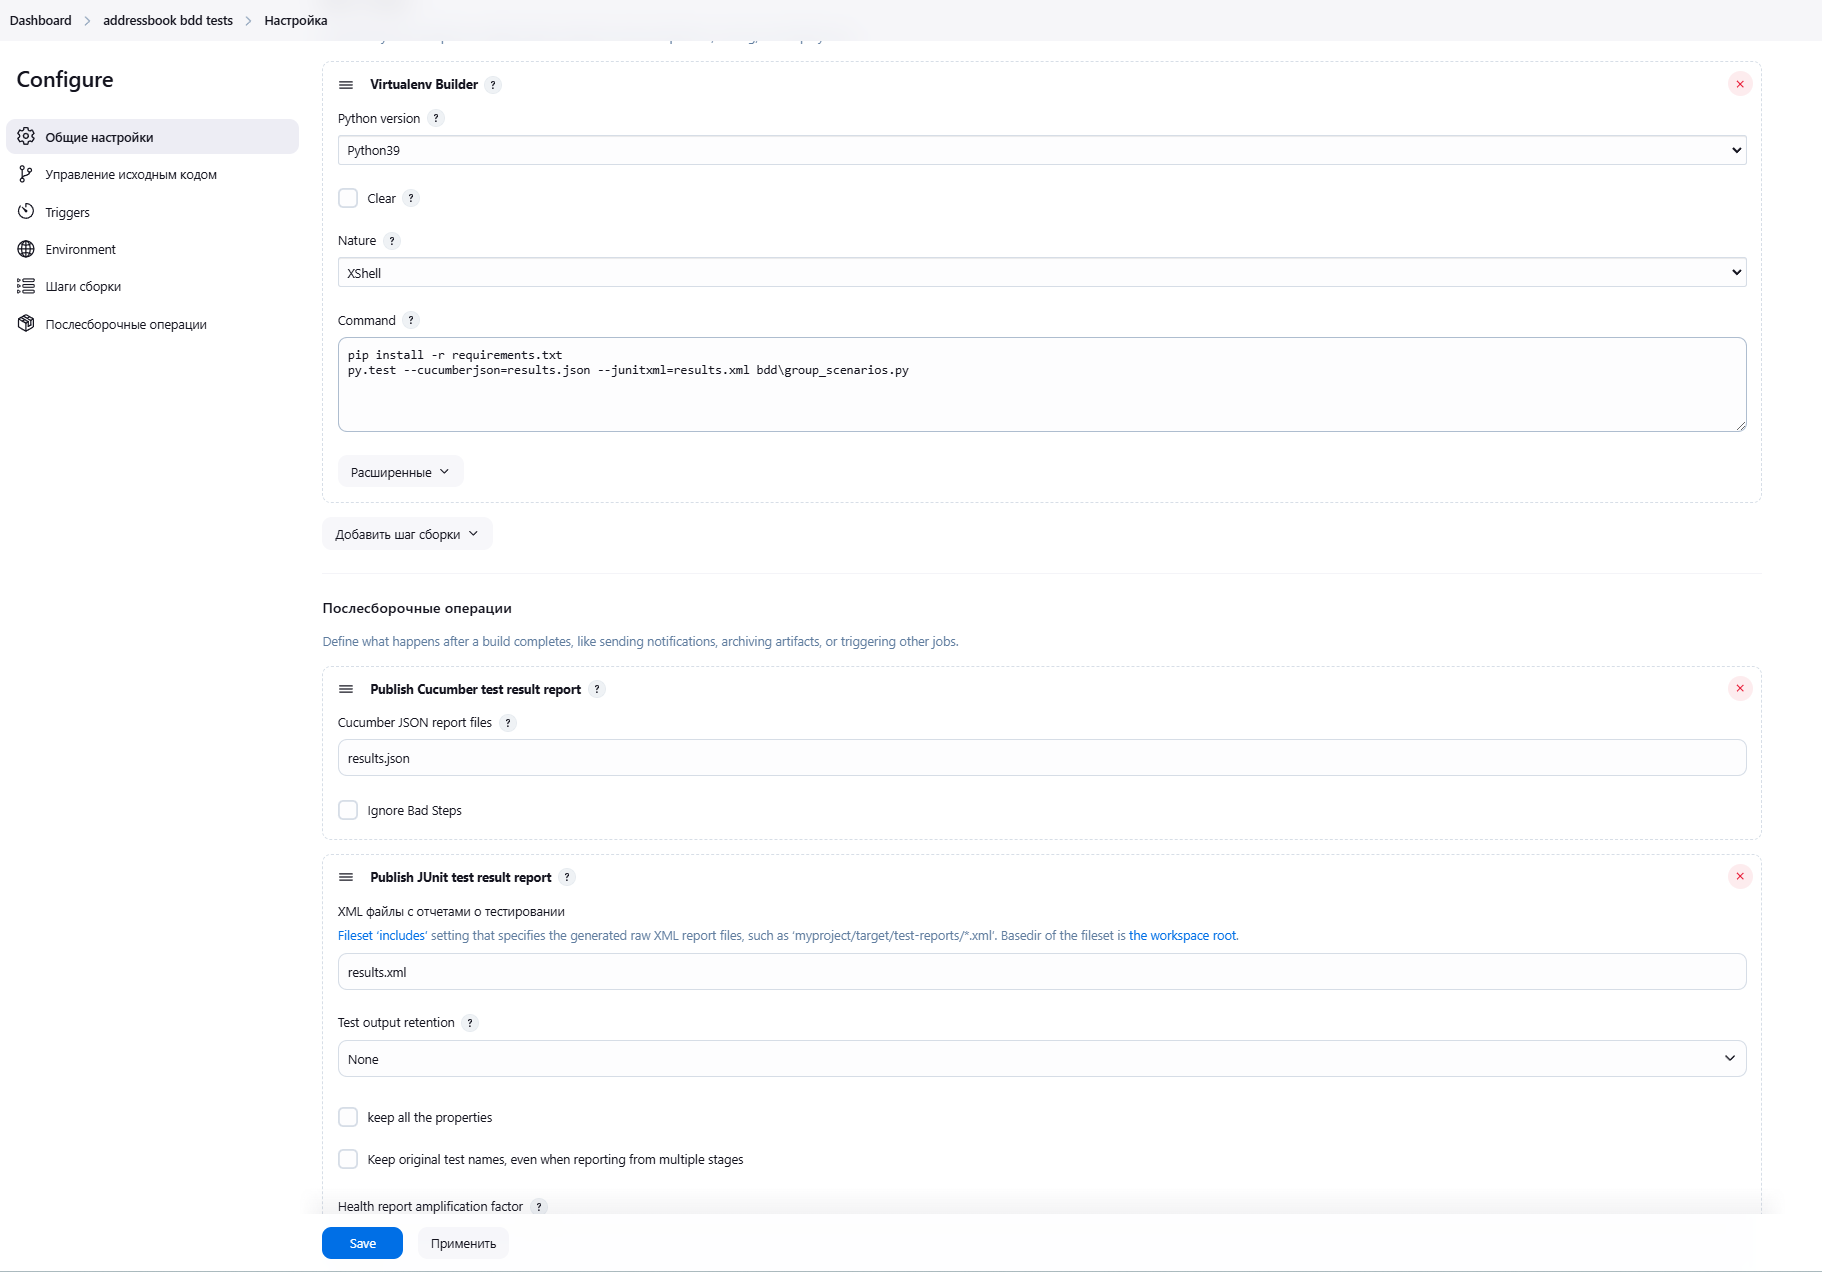 Dashboard addressbook bdd tests Настройка
Configure
Общие настройки
Управление исходным кодом
Triggers
Environment
Шаги сборки
Послесборочные операции
Virtualenv Builder ?
Python version ?
Python39
Clear ?
Nature ?
XShell
Command ?
pip install -r requirements.txt
py.test --cucumberjson=results.json --junitxml=results.xml bdd\group_scenarios.py
Расширенные
Добавить шаг сборки
Послесборочные операции
Define what happens after a build completes, like sending notifications, archiving artifacts, or triggering other jobs.
Publish Cucumber test result report ?
Cucumber JSON report files ?
results.json
Ignore Bad Steps
Publish JUnit test result report ?
XML файлы с отчетами о тестировании
Fileset ‘includes’ setting that specifies the generated raw XML report files, such as ‘myproject/target/test-reports/*.xml’. Basedir of the fileset is the workspace root.
results.xml
Test output retention ?
None
keep all the properties
Keep original test names, even when reporting from multiple stages
Health report amplification factor ?
Save Применить